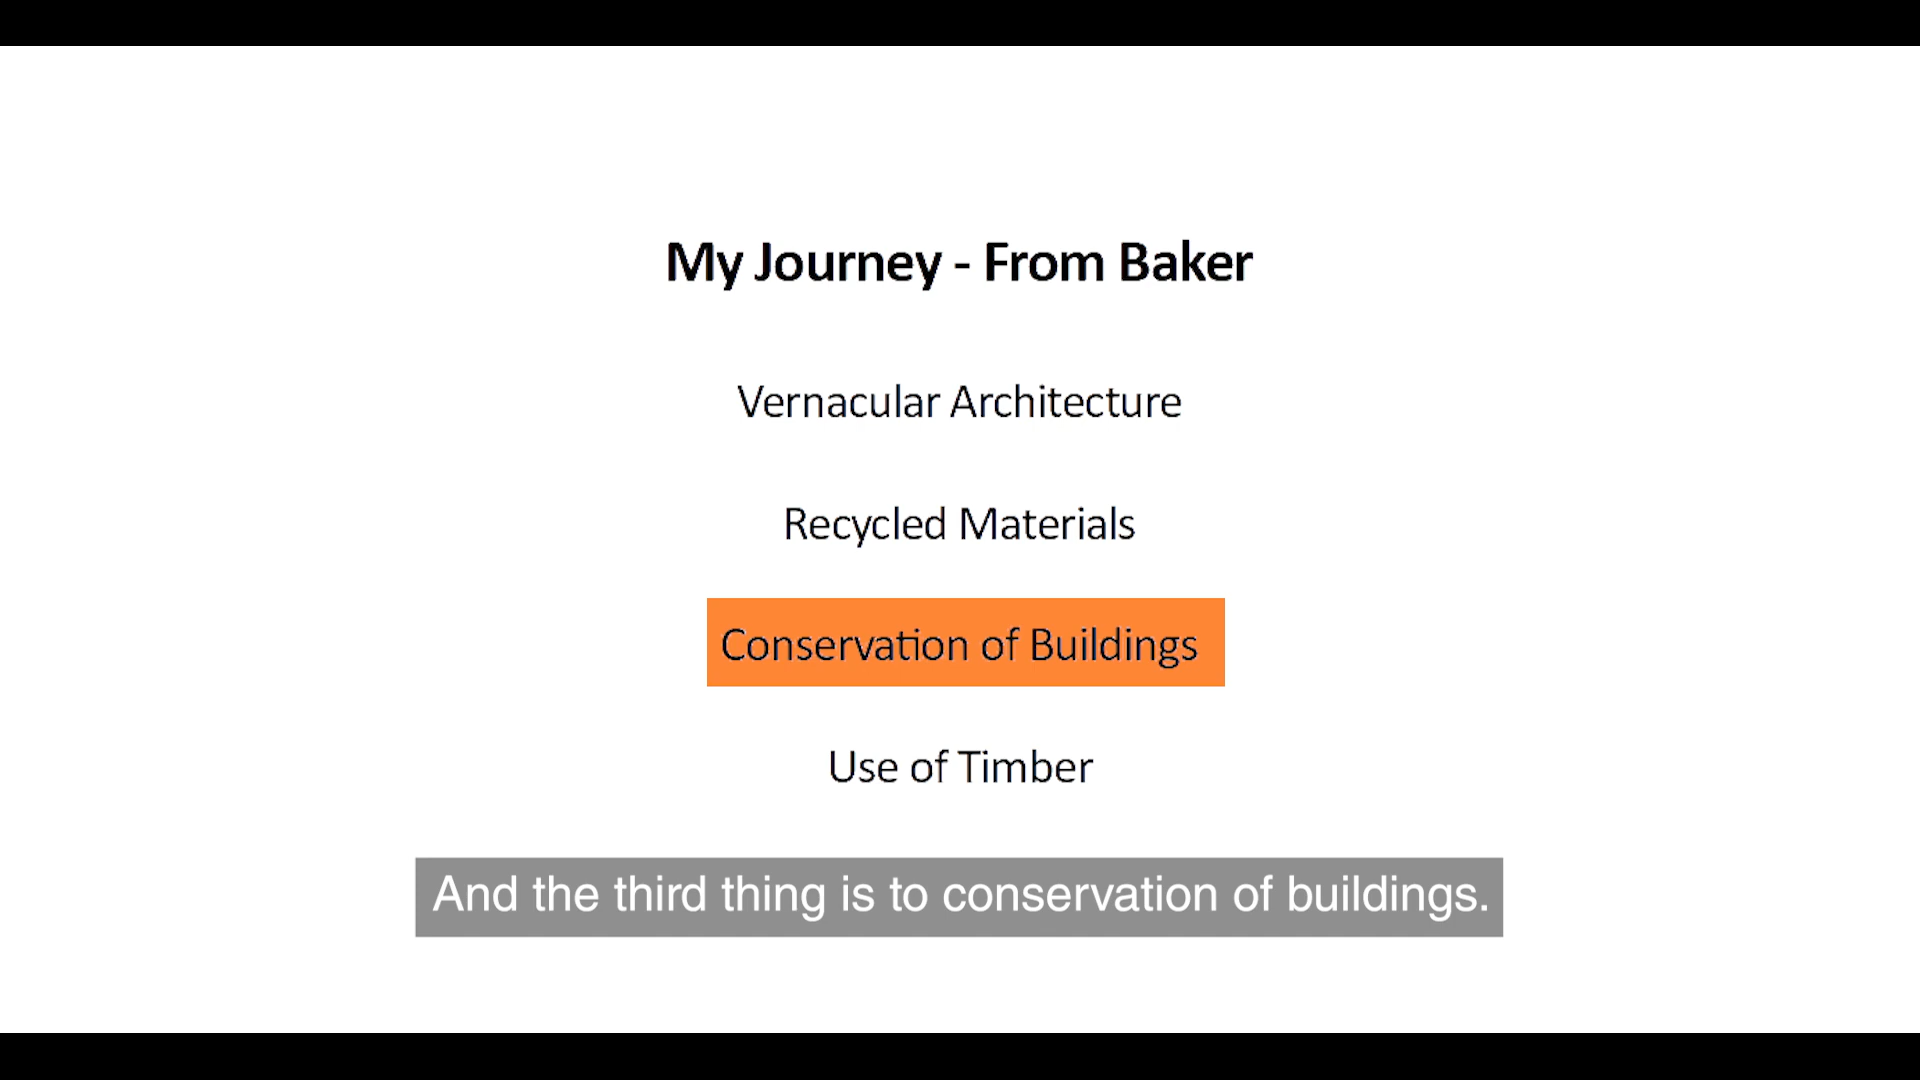 My Journey - From Baker
Vernacular Architecture
Recycled Materials
Conservation of Buildings
Use of Timber
And the third thing is to conservation of buildings.